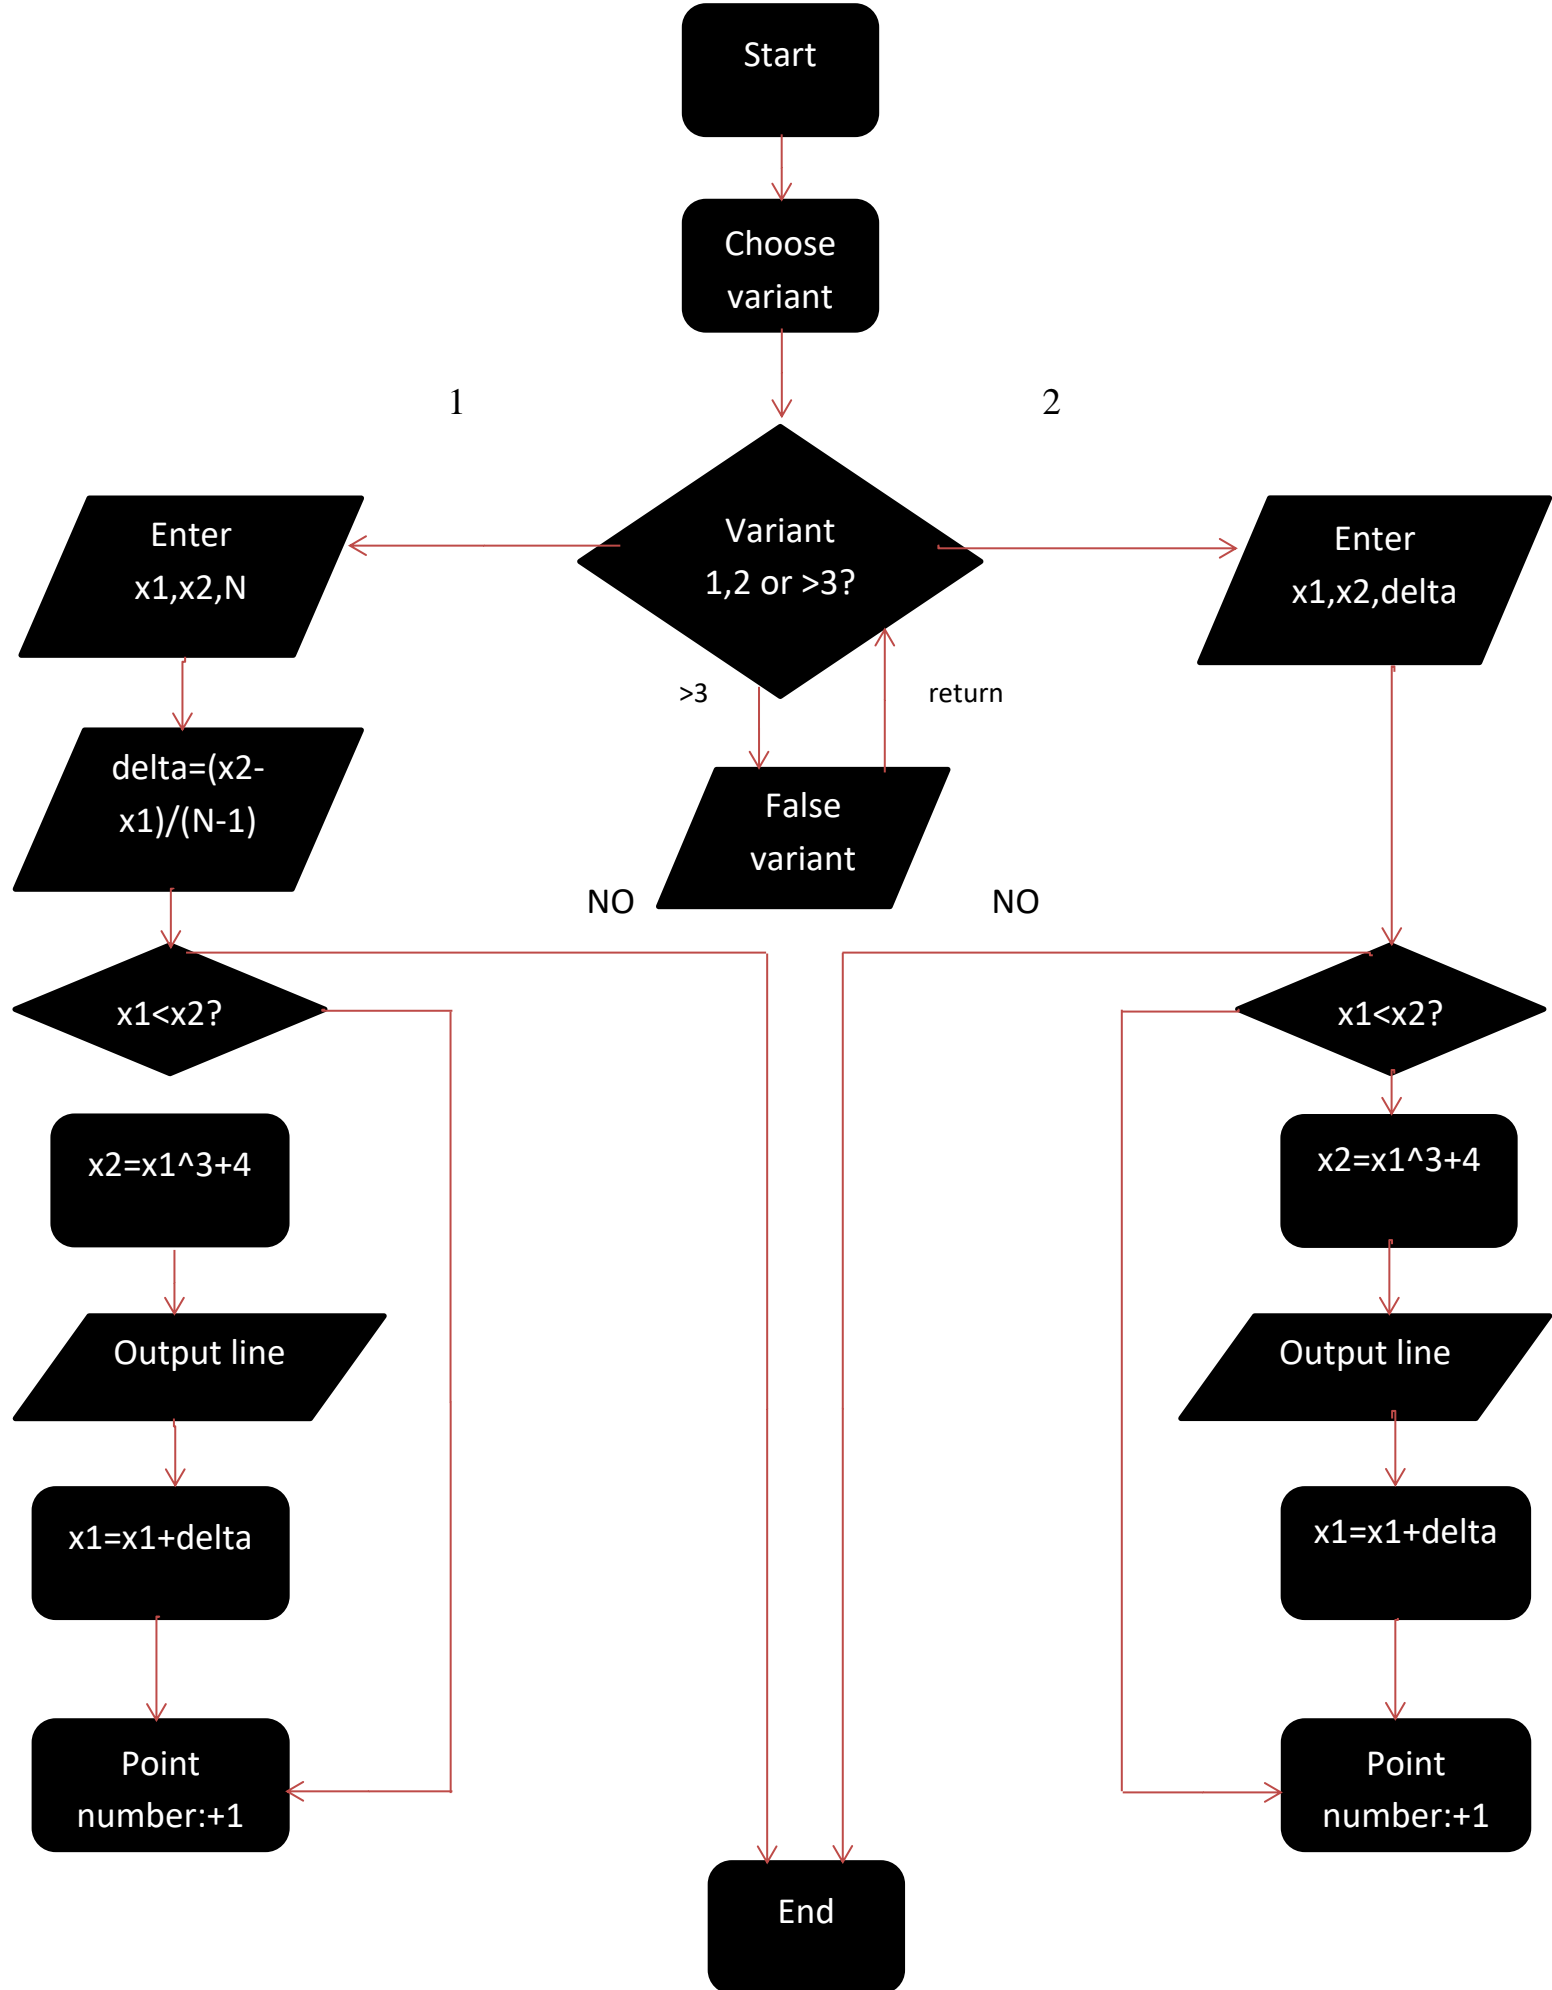 Start
Choose
variant
1
2
Variant
1,2 or >3?
Enter
x1,x2,N
Enter
x1,x2,delta
>3
return
delta=(x2-
x1)/(N-1)
False
variant
NO
NO
x1<x2?
x1<x2?
x2=x1^3+4
x2=x1^3+4
Output line
Output line
x1=x1+delta
x1=x1+delta
Point
number:+1
Point
number:+1
End